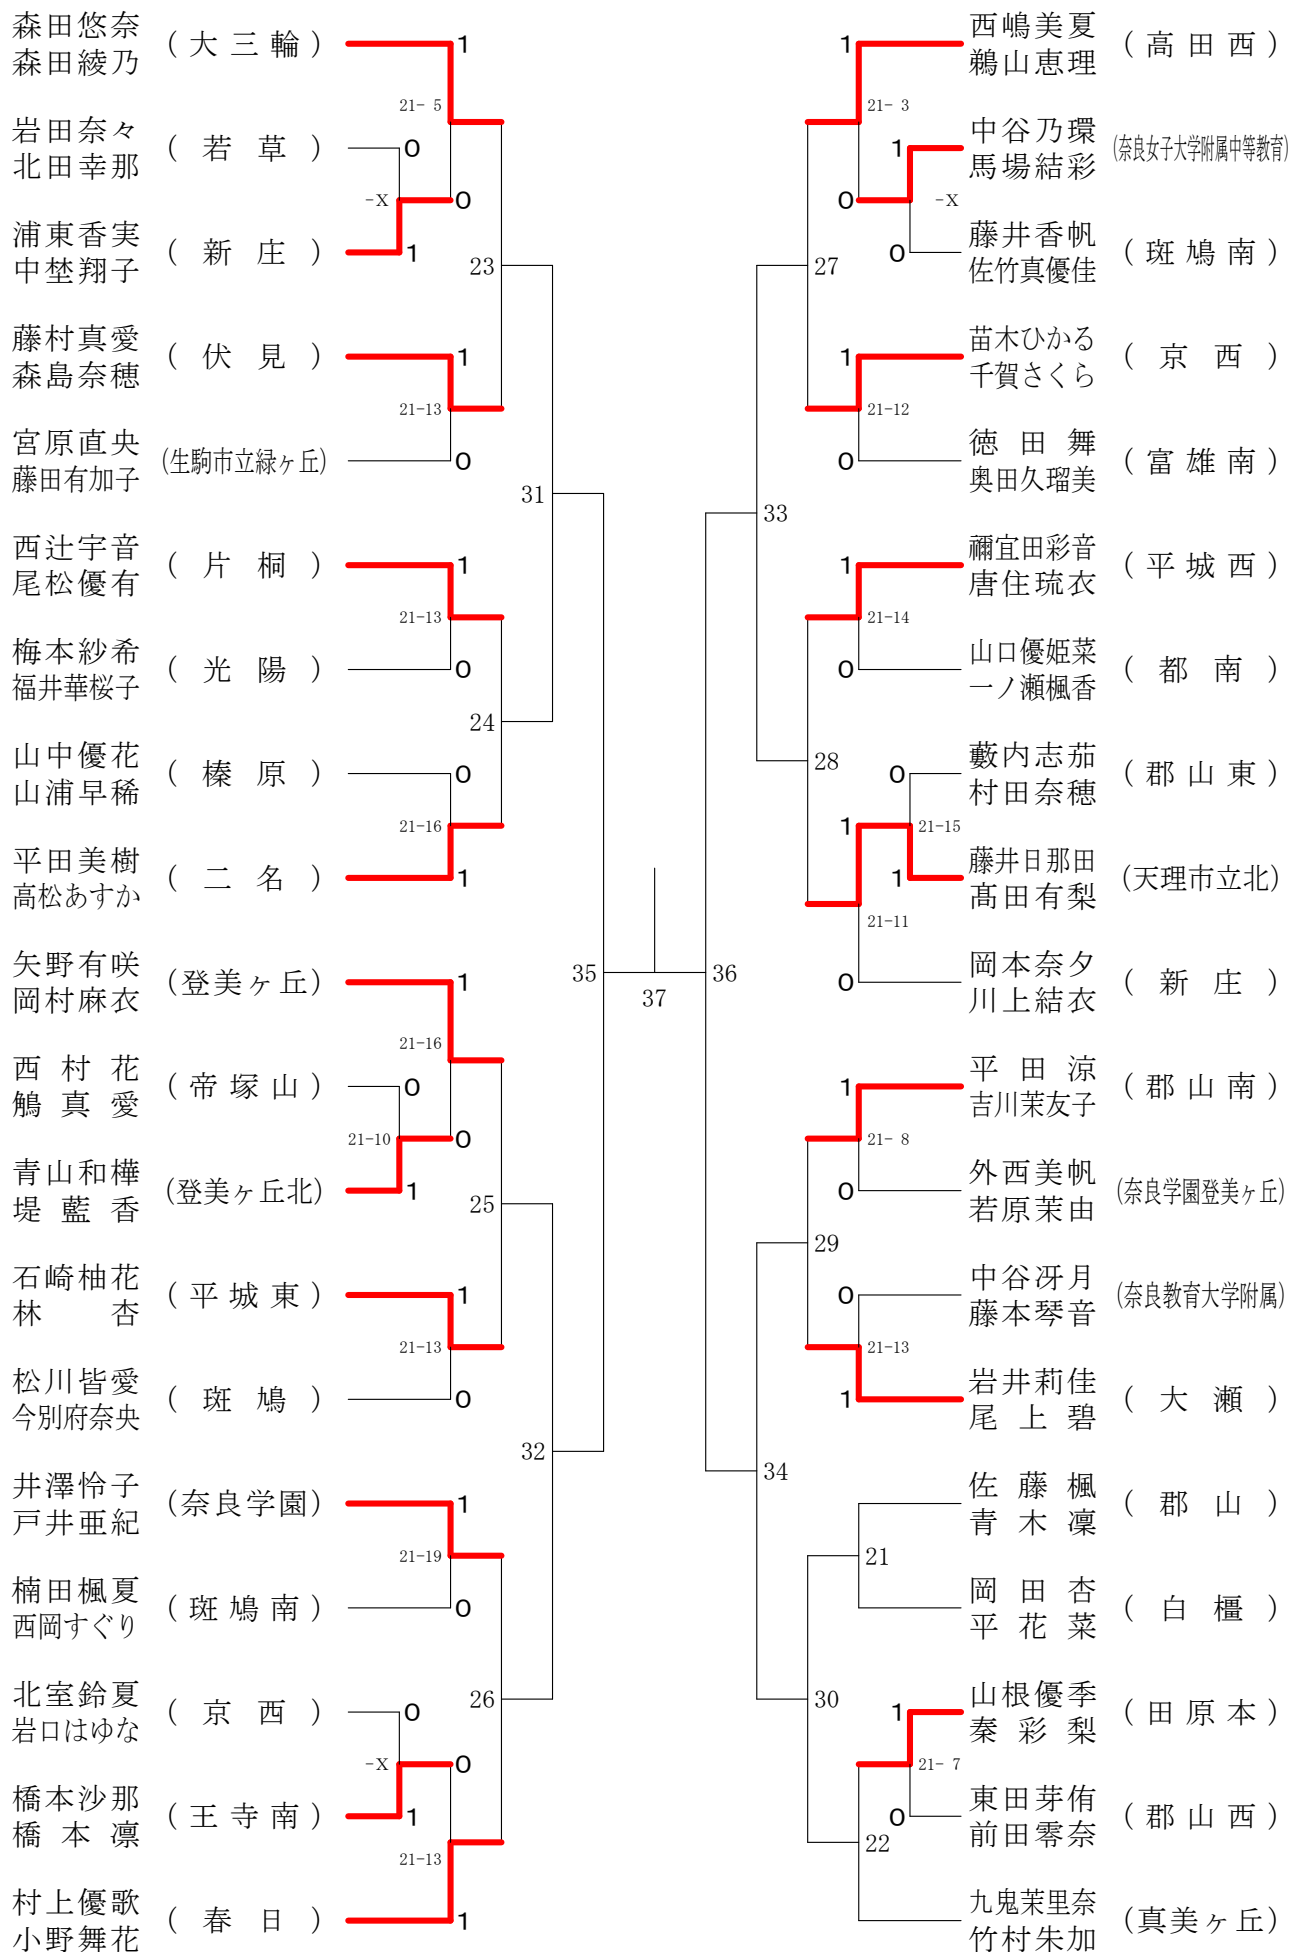 森田悠奈
森田綾乃
(大三輪)
1
21- 5
岩田奈々
北田幸那
(若草)
0
-X
0
浦東香実
中埜翔子
(新庄)
1
23
藤村真愛
森島奈穂
(伏見)
1
21-13
宮原直央
藤田有加子
(生駒市立緑ヶ丘)
0
31
西辻宇音
尾松優有
(片桐)
1
21-13
梅本紗希
福井華桜子
(光陽)
0
24
山中優花
山浦早稀
(榛原)
0
21-16
平田美樹
高松あすか
(二名)
1
35
矢野有咲
岡村麻衣
(登美ヶ丘)
1
21-16
西村花
鵤真愛
(帝塚山)
0
21-10
0
青山和樺
堤藍香
(登美ヶ丘北)
1
25
石崎柚花
林杏
(平城東)
1
21-13
松川皆愛
今別府奈央
(斑鳩)
0
32
井澤怜子
戸井亜紀
(奈良学園)
1
21-19
楠田楓夏
西岡すぐり
(斑鳩南)
0
26
北室鈴夏
岩口はゆな
(京西)
0
-X
0
橋本沙那
橋本凛
(王寺南)
1
21-13
村上優歌
小野舞花
(春日)
1
37
西嶋美夏
鵜山恵理
(高田西)
1
21- 3
中谷乃環
馬場結彩
(奈良女子大学附属中等教育)
1
0
-X
藤井香帆
佐竹真優佳
(斑鳩南)
0
27
苗木ひかる
千賀さくら
(京西)
1
21-12
徳田舞
奥田久瑠美
(富雄南)
0
33
禰宜田彩音
唐住琉衣
(平城西)
1
21-14
山口優姫菜
一ノ瀬楓香
(都南)
0
28
藪内志茄
村田奈穂
(郡山東)
0
1
21-15
藤井日那田
髙田有梨
(天理市立北)
1
21-11
岡本奈夕
川上結衣
(新庄)
0
36
平田涼
吉川茉友子
(郡山南)
1
21- 8
外西美帆
若原茉由
(奈良学園登美ヶ丘)
0
29
中谷冴月
藤本琴音
(奈良教育大学附属)
0
21-13
岩井莉佳
尾上碧
(大瀬)
1
34
佐藤楓
青木凜
(郡山)
21
岡田杏
平花菜
(白橿)
30
山根優季
秦彩梨
(田原本)
1
21- 7
東田芽侑
前田零奈
(郡山西)
0
22
九鬼茉里奈
竹村朱加
(真美ヶ丘)